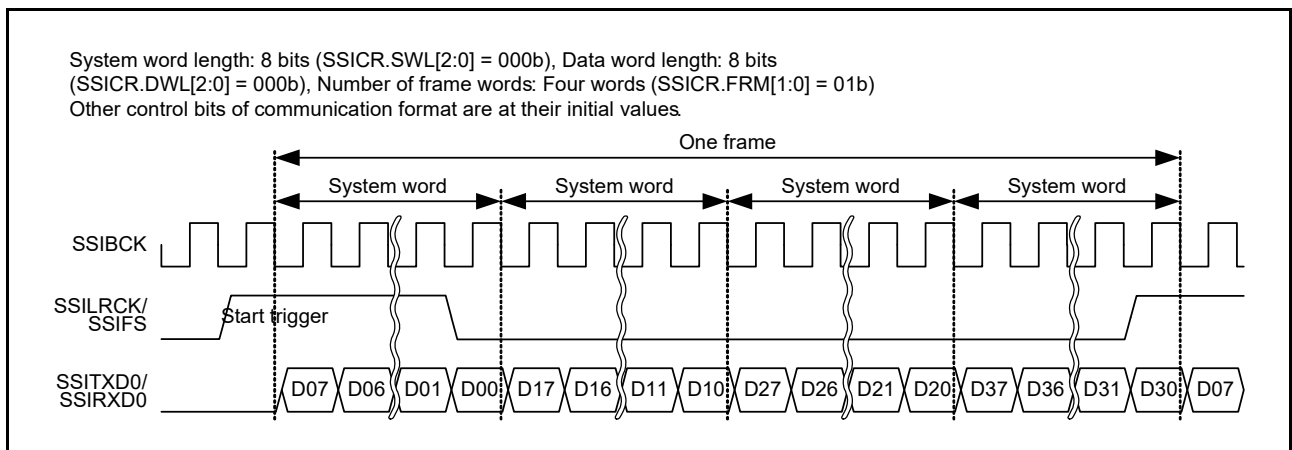 System word length: 8 bits (SSICR.SWL[2:0] = 000b), Data word length: 8 bits
(SSICR.DWL[2:0] = 000b), Number of frame words: Four words (SSICR.FRM[1:0] = 01b)
Other control bits of communication format are at their initial values.
One frame
System word System word System word System word
SSIBCK
SSILRCK/
SSIFS
Start trigger
SSITXD0/
SSIRXD0
D07 D06 D01 D00 D17 D16 D11 D10 D27 D26 D21 D20 D37 D36 D31 D30 D07